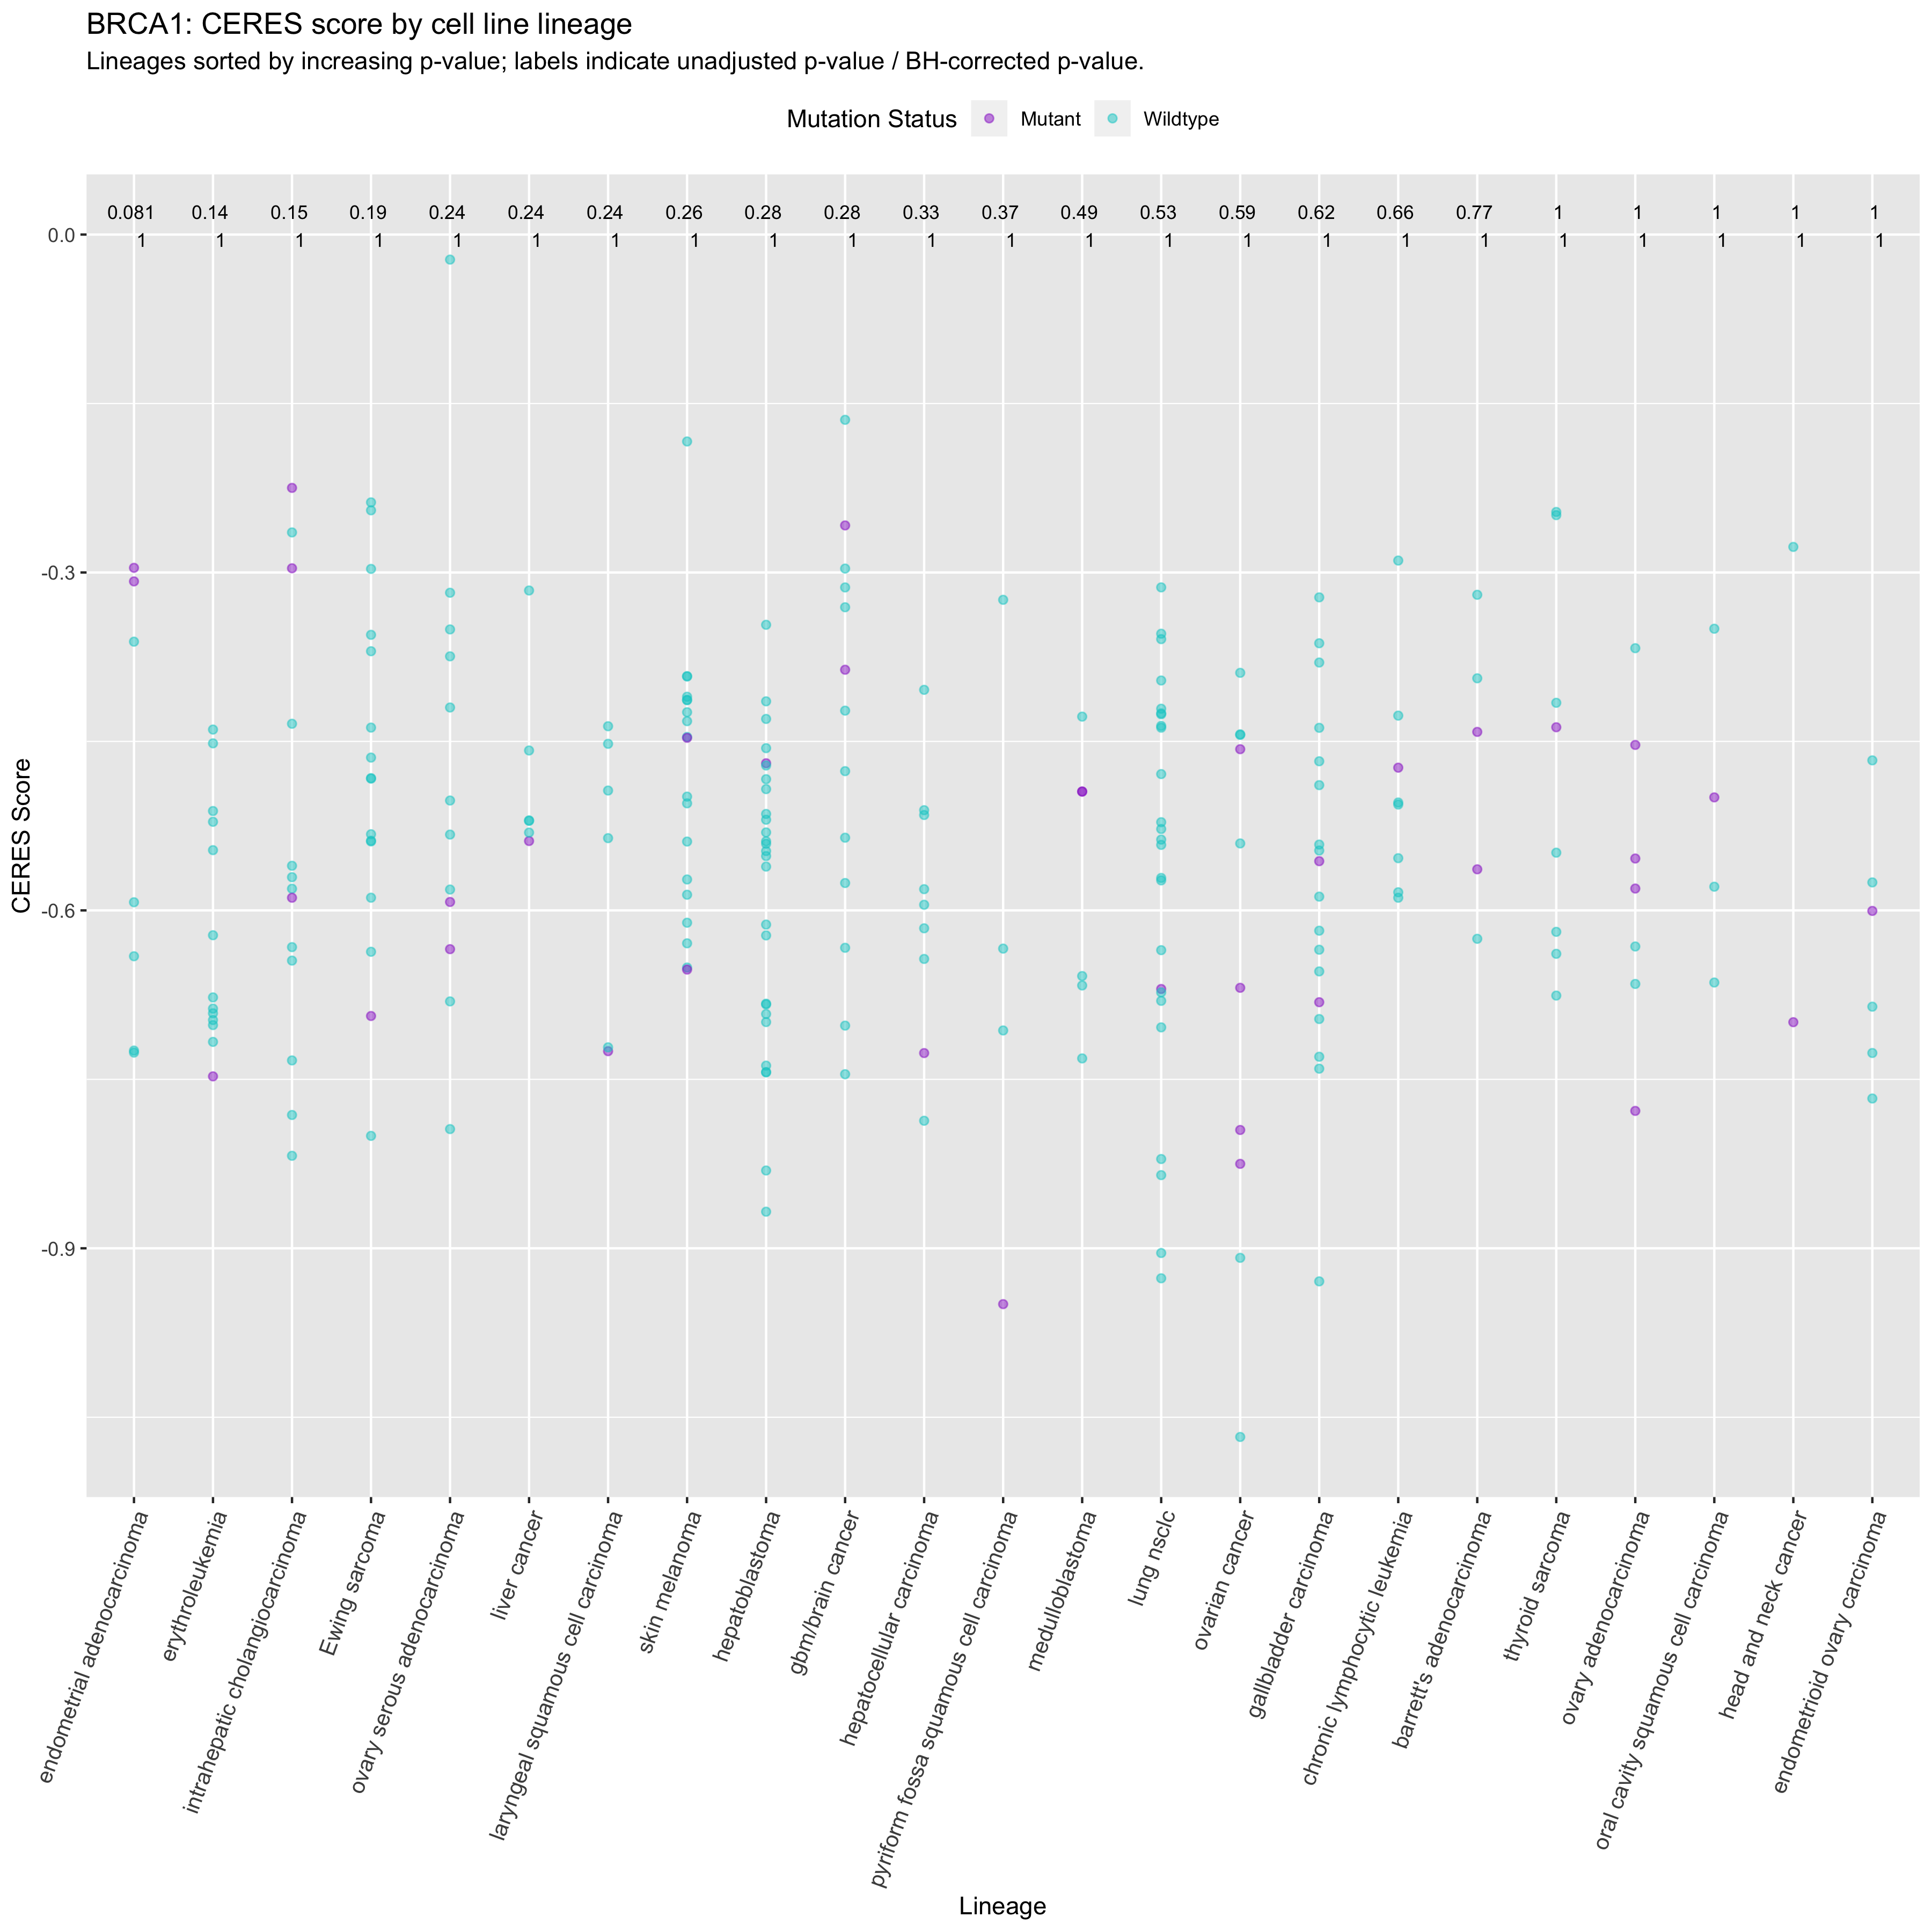 BRCA1: CERES score by cell line lineage
Lineages sorted by increasing p-value; labels indicate unadjusted p-value / BH-corrected p-value.
Mutation Status Mutant Wildtype
0.081 0.14 0.15 0.19 0.24 0.24 0.24 0.26 0.28 0.28 0.33 0.37 0.49 0.53 0.59 0.62 0.66 0.77 1 1 1 1 1
1 1 1 1 1 1 1 1 1 1 1 1 1 1 1 1 1 1 1 1 1 1 1
0.0
-0.3
-0.6
-0.9
CERES Score
endometrial adenocarcinoma
erythroleukemia
intrahepatic cholangiocarcinoma
Ewing sarcoma
ovary serous adenocarcinoma
liver cancer
laryngeal squamous cell carcinoma
skin melanoma
hepatoblastoma
gbm/brain cancer
hepatocellular carcinoma
pyriform fossa squamous cell carcinoma
medulloblastoma
lung nsclc
ovarian cancer
gallbladder carcinoma
chronic lymphocytic leukemia
barrett's adenocarcinoma
thyroid sarcoma
ovary adenocarcinoma
oral cavity squamous cell carcinoma
head and neck cancer
endometrioid ovary carcinoma
Lineage